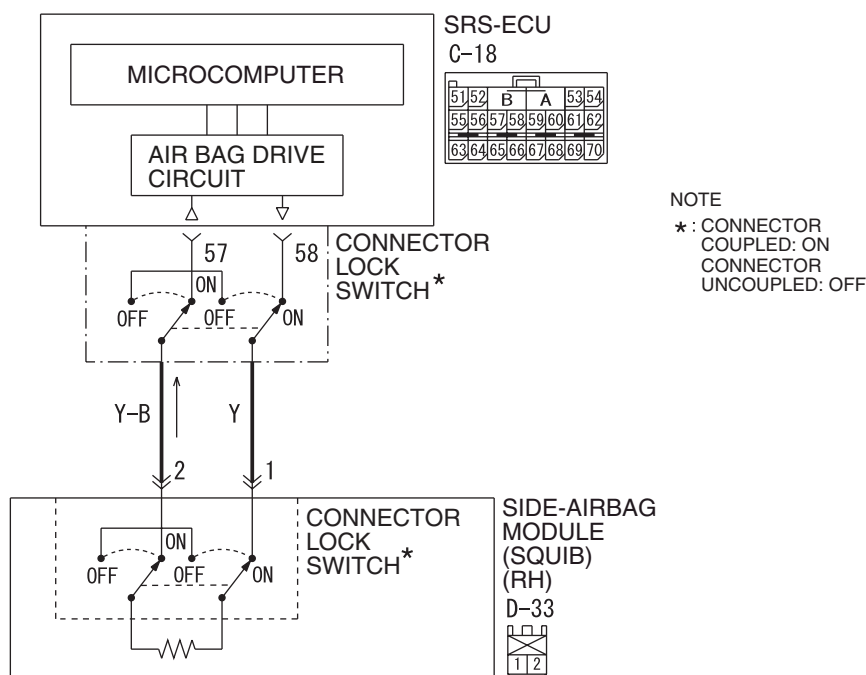 SRS-ECU
C-18
MICROCOMPUTER
51 52 B A 53 54
55 56 57 58 59 60 61 62
63 64 65 66 67 68 69 70
AIR BAG DRIVE
CIRCUIT
NOTE
* : CONNECTOR
COUPLED: ON
CONNECTOR
UNCOUPLED: OFF
57 58
CONNECTOR
LOCK
SWITCH*
ON
OFF OFF ON
Y-B Y
2 1
CONNECTOR
LOCK
SWITCH*
ON
OFF OFF ON
SIDE-AIRBAG
MODULE
(SQUIB)
(RH)
D-33
1 2